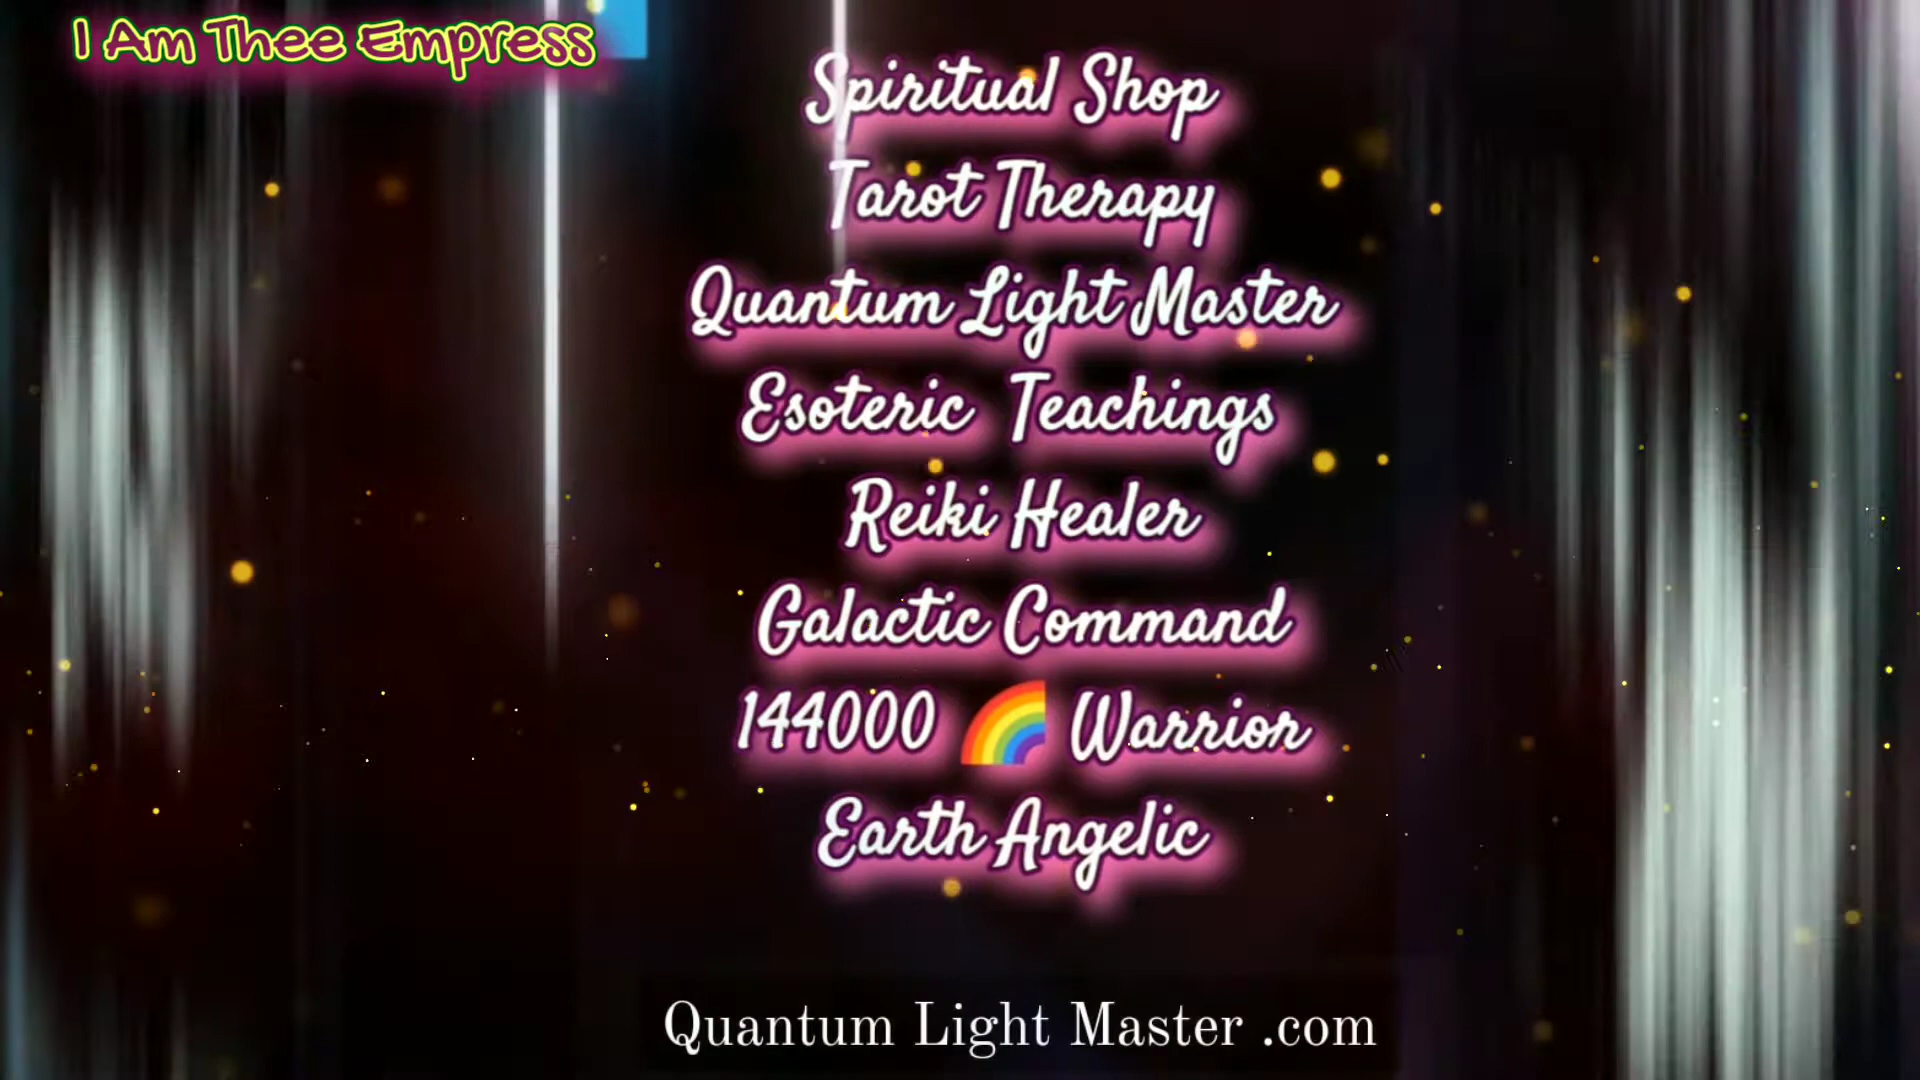 I Am Thee Empress
Spiritual Shop
Tarot Therapy
Quantum Light Master
Esoteric Teachings
Reiki Healer
Galactic Command
144000 🌈 Warrior
Earth Angelic
Quantum Light Master .com